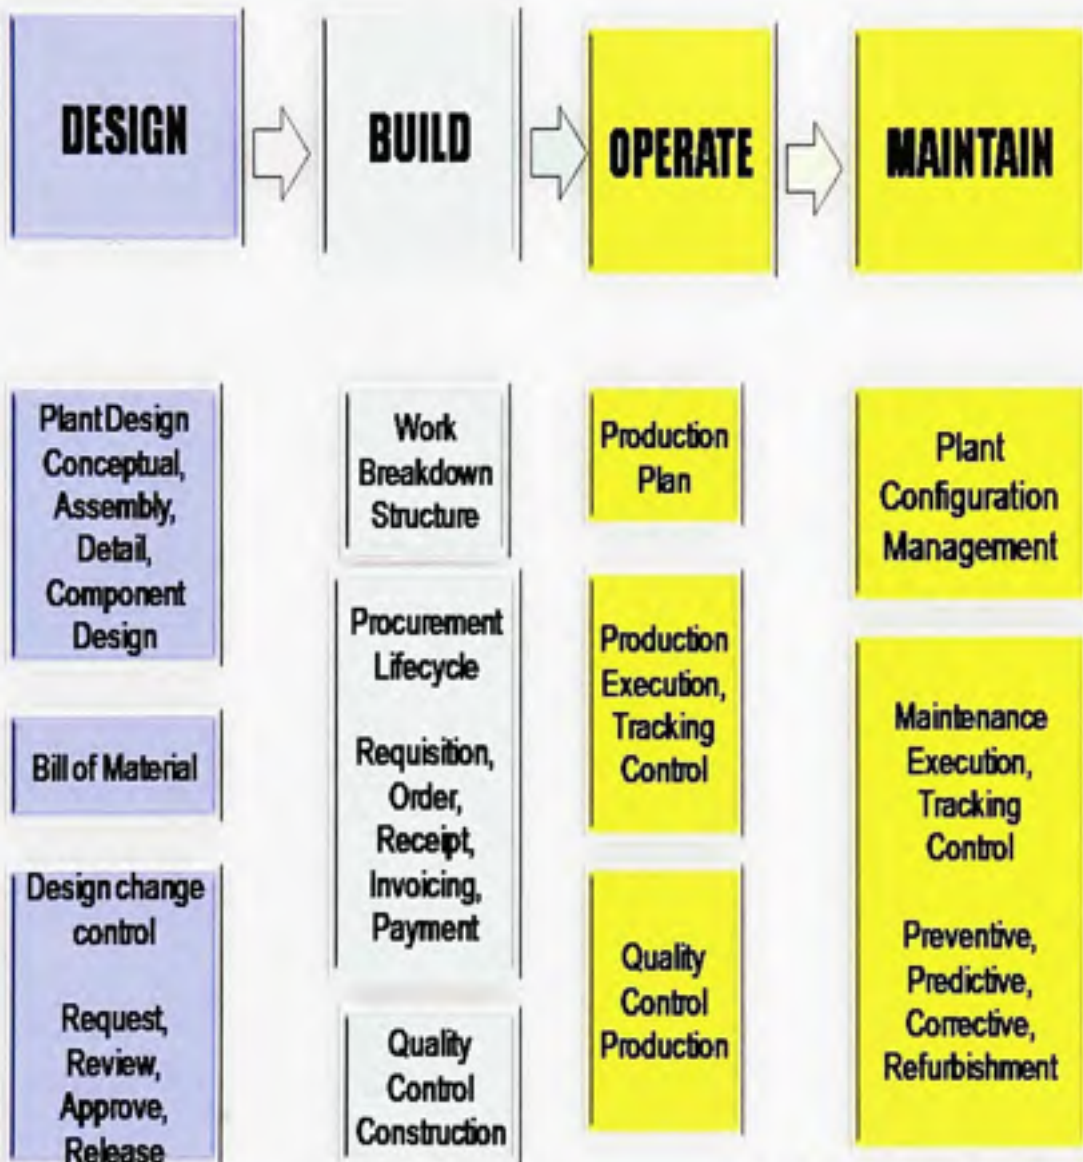 DESIGN
BUILD
OPERATE
MAINTAIN
Plant Design
Conceptual,
Assembly,
Detail,
Component
Design
Bill of Material
Design change
control
Request,
Review,
Approve,
Release
Work
Breakdown
Structure
Procurement
Lifecycle
Requisition,
Order,
Receipt,
Invoicing,
Payment
Quality
Control
Construction
Production
Plan
Production
Execution,
Tracking
Control
Quality
Control
Production
Plant
Configuration
Management
Maintenance
Execution,
Tracking
Control
Preventive,
Predictive,
Corrective,
Refurbishment